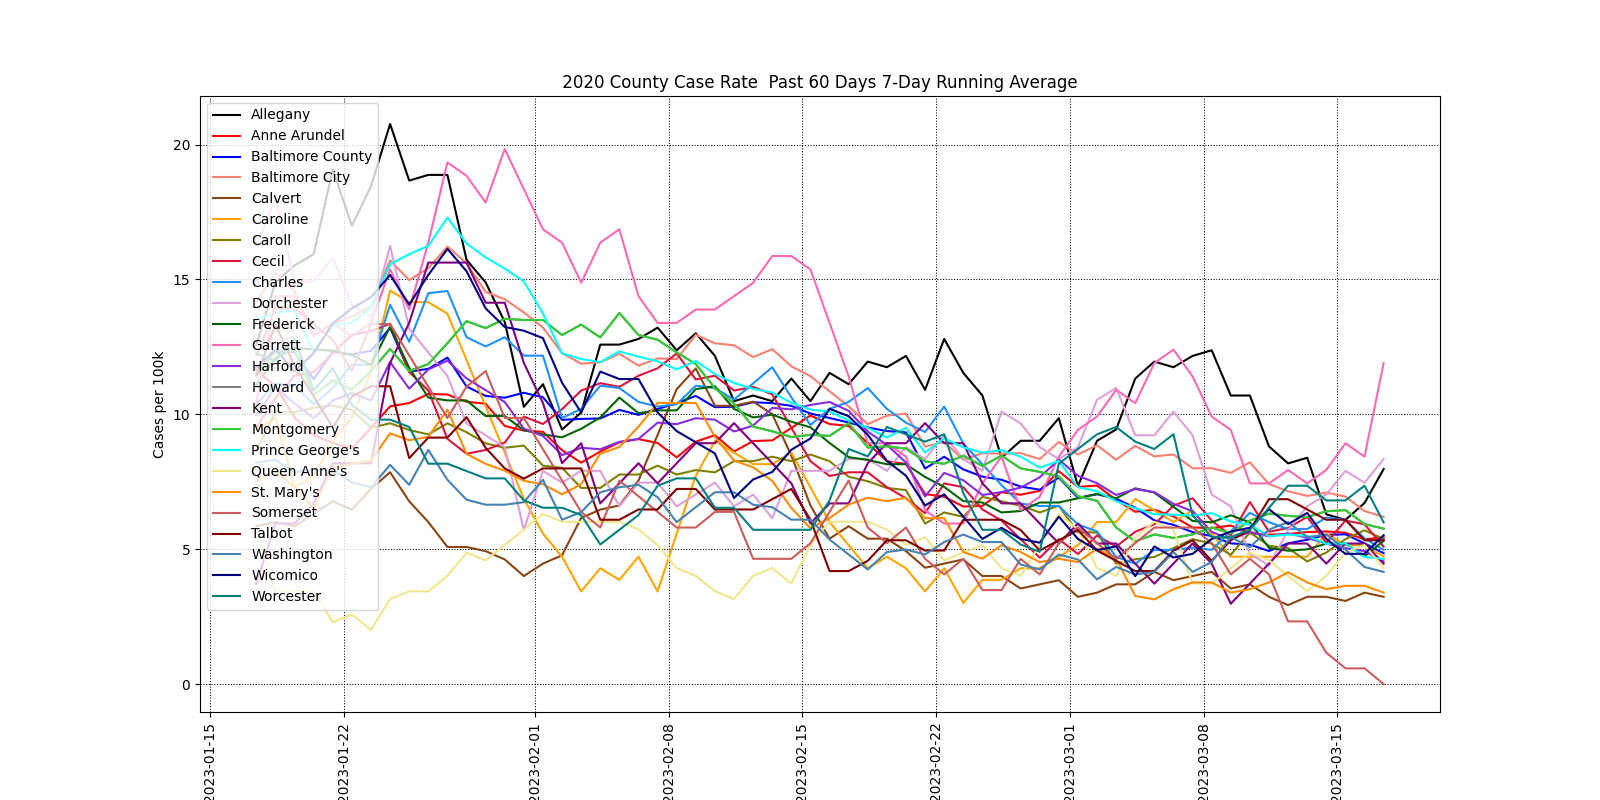 2020 County Case Rate  Past 60 Days 7-Day Running Average
Cases per 100k
20
15
10
5
0
Allegany
Anne Arundel
Baltimore County
Baltimore City
Calvert
Caroline
Caroll
Cecil
Charles
Dorchester
Frederick
Garrett
Harford
Howard
Kent
Montgomery
Prince George's
Queen Anne's
St. Mary's
Somerset
Talbot
Washington
Wicomico
Worcester
2023-01-15
2023-01-22
2023-02-01
2023-02-08
2023-02-15
2023-02-22
2023-03-01
2023-03-08
2023-03-15